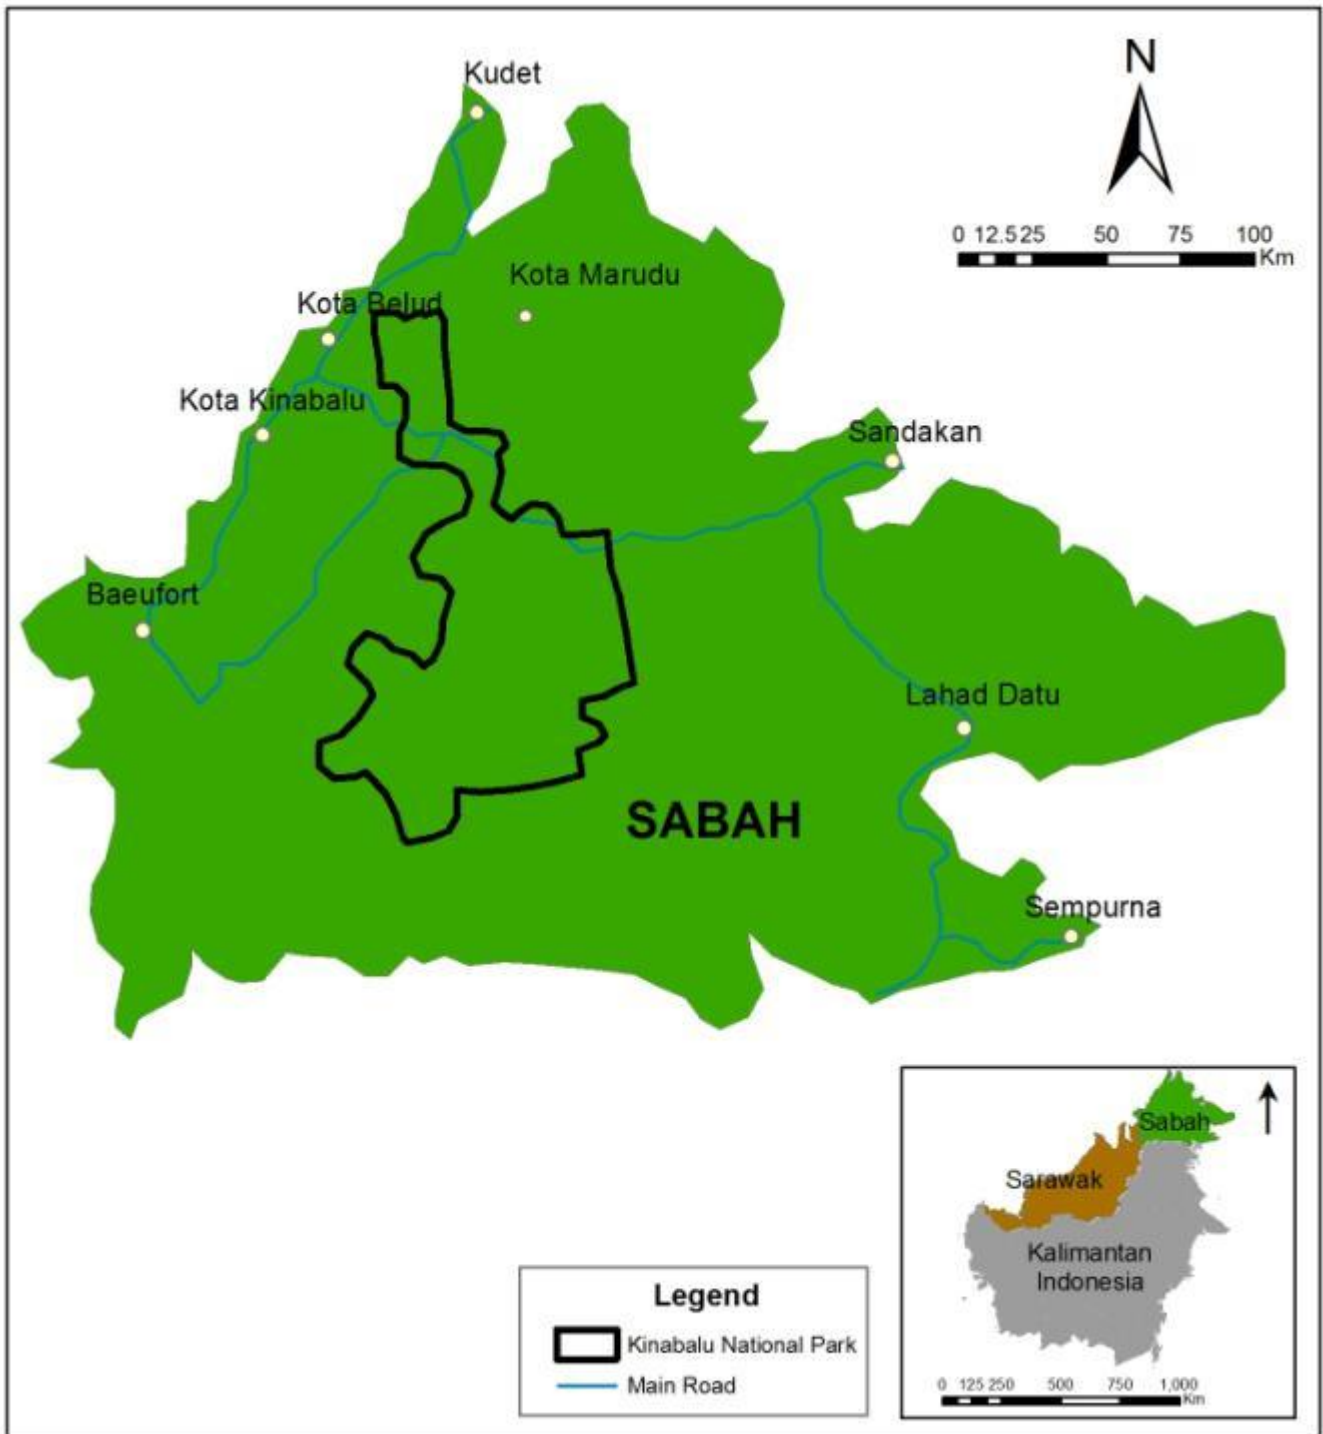 Kudet
N
0 12.5 25 50 75 100
Km
Kota Marudu
Kota Belud
Kota Kinabalu
Sandakan
Baeufort
Lahad Datu
SABAH
Sempurna
Sabah
Sarawak
Kalimantan
Indonesia
0 125 250 500 750 1,000
Km
Legend
Kinabalu National Park
Main Road